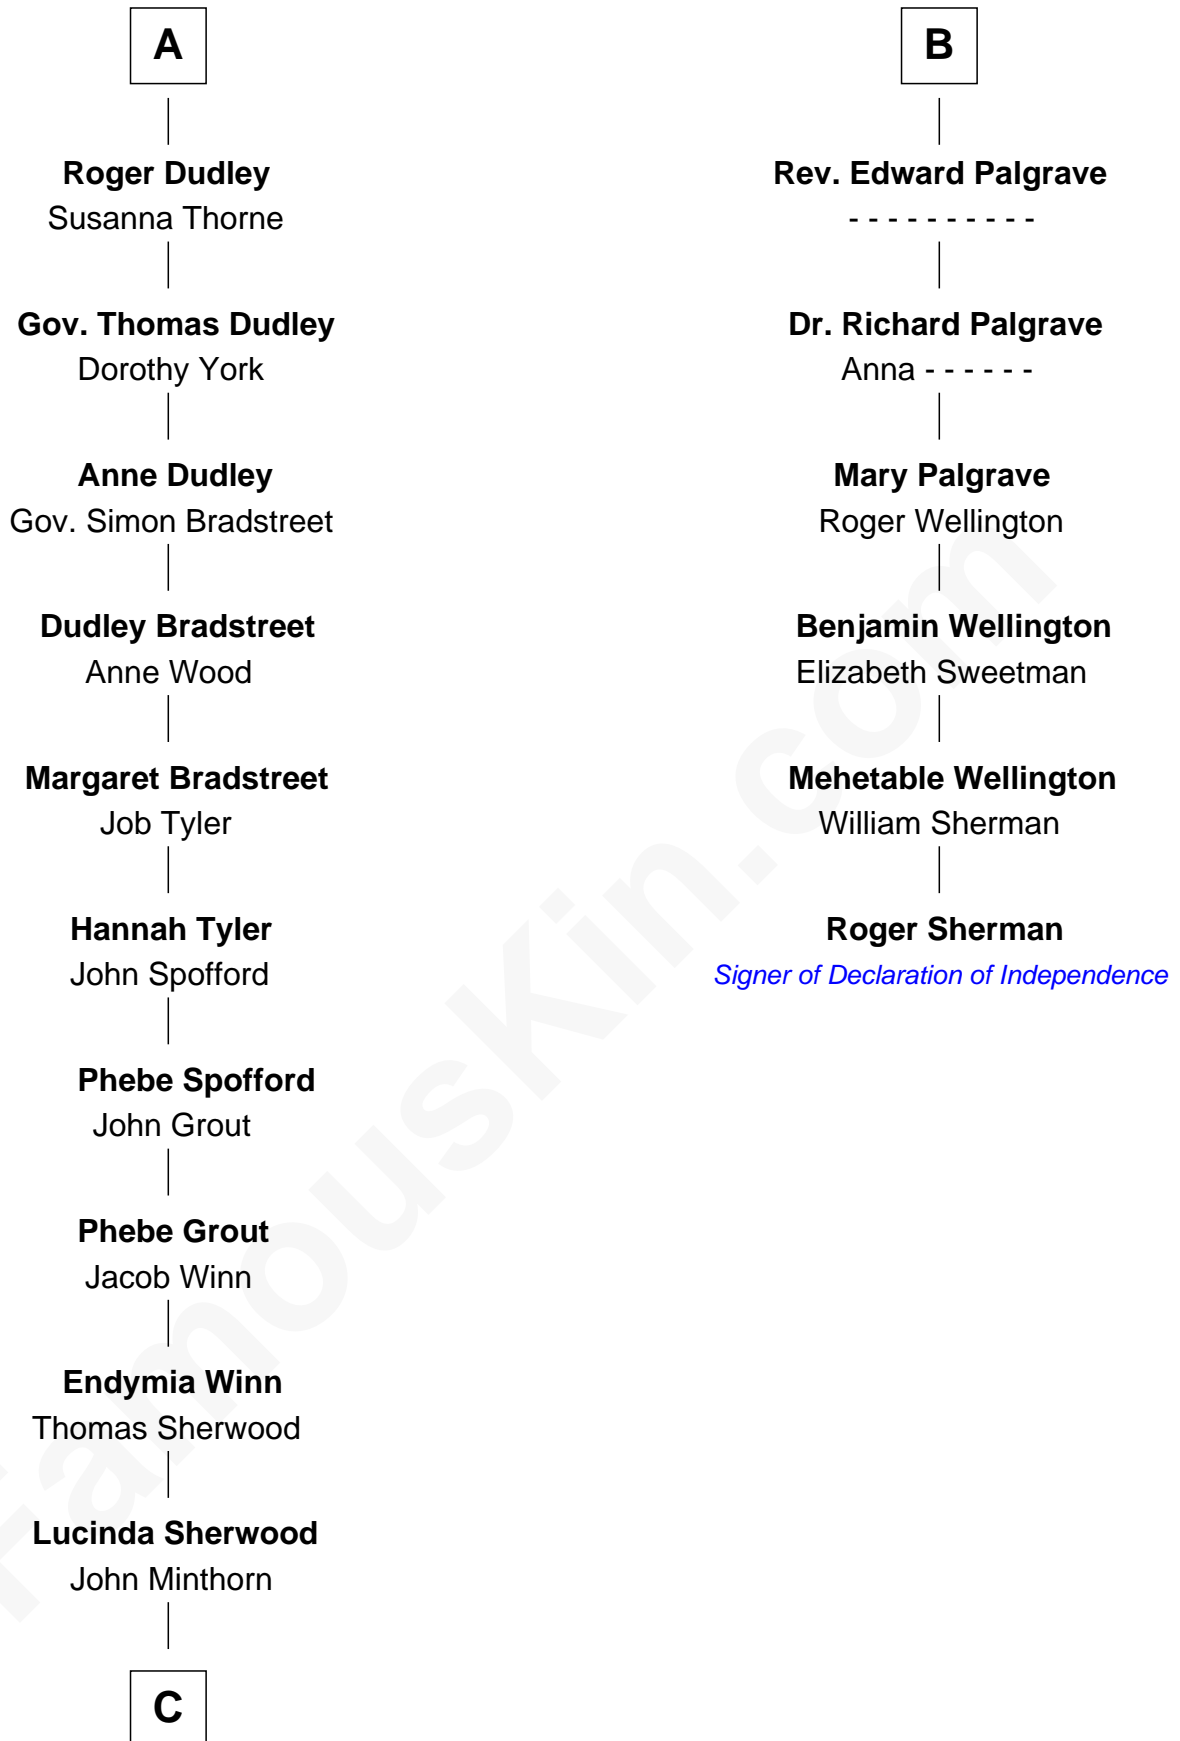 A
Roger Dudley
Susanna Thorne
Gov. Thomas Dudley
Dorothy York
Anne Dudley
Gov. Simon Bradstreet
Dudley Bradstreet
Anne Wood
Margaret Bradstreet
Job Tyler
Hannah Tyler
John Spofford
Phebe Spofford
John Grout
Phebe Grout
Jacob Winn
Endymia Winn
Thomas Sherwood
Lucinda Sherwood
John Minthorn
C
B
Rev. Edward Palgrave
- - - - - - - - - -
Dr. Richard Palgrave
Anna - - - - - -
Mary Palgrave
Roger Wellington
Benjamin Wellington
Elizabeth Sweetman
Mehetable Wellington
William Sherman
Roger Sherman
Signer of Declaration of Independence
FamousKin.com